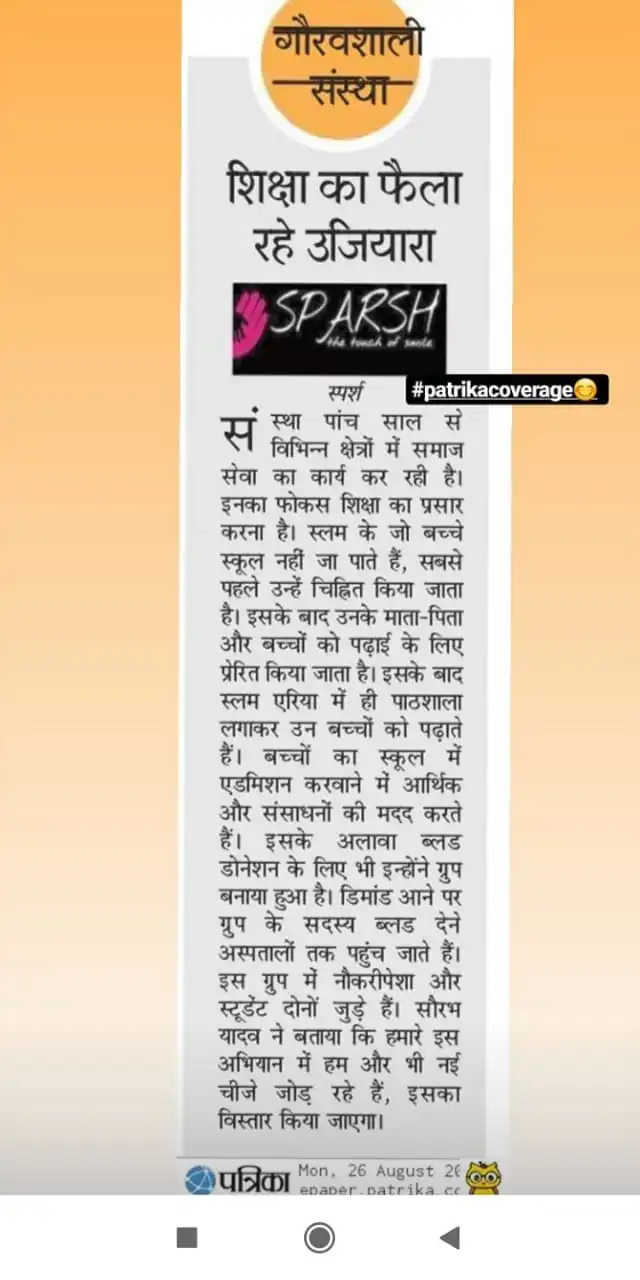 गौरवशाली
संस्था
शिक्षा का फैला
रहे उजियारा
SPARSH
the touch of smile
स्पर्श
#patrikacoverage😊
संस्था पांच साल से
विभिन्न क्षेत्रों में समाज
सेवा का कार्य कर रही है।
इनका फोकस शिक्षा का प्रसार
करना है। स्लम के जो बच्चे
स्कूल नहीं जा पाते हैं, सबसे
पहले उन्हें चिह्नित किया जाता
है। इसके बाद उनके माता-पिता
और बच्चों को पढ़ाई के लिए
प्रेरित किया जाता है। इसके बाद
स्लम एरिया में ही पाठशाला
लगाकर उन बच्चों को पढ़ाते
हैं। बच्चों का स्कूल में
एडमिशन करवाने में आर्थिक
और संसाधनों की मदद करते
हैं। इसके अलावा ब्लड
डोनेशन के लिए भी इन्होंने ग्रुप
बनाया हुआ है। डिमांड आने पर
ग्रुप के सदस्य ब्लड देने
अस्पतालों तक पहुंच जाते हैं।
इस ग्रुप में नौकरीपेशा और
स्टूडेंट दोनों जुड़े हैं। सौरभ
यादव ने बताया कि हमारे इस
अभियान में हम और भी नई
चीजे जोड़ रहे हैं, इसका
विस्तार किया जाएगा।
पत्रिका
Mon, 26 August
epaper.patrika